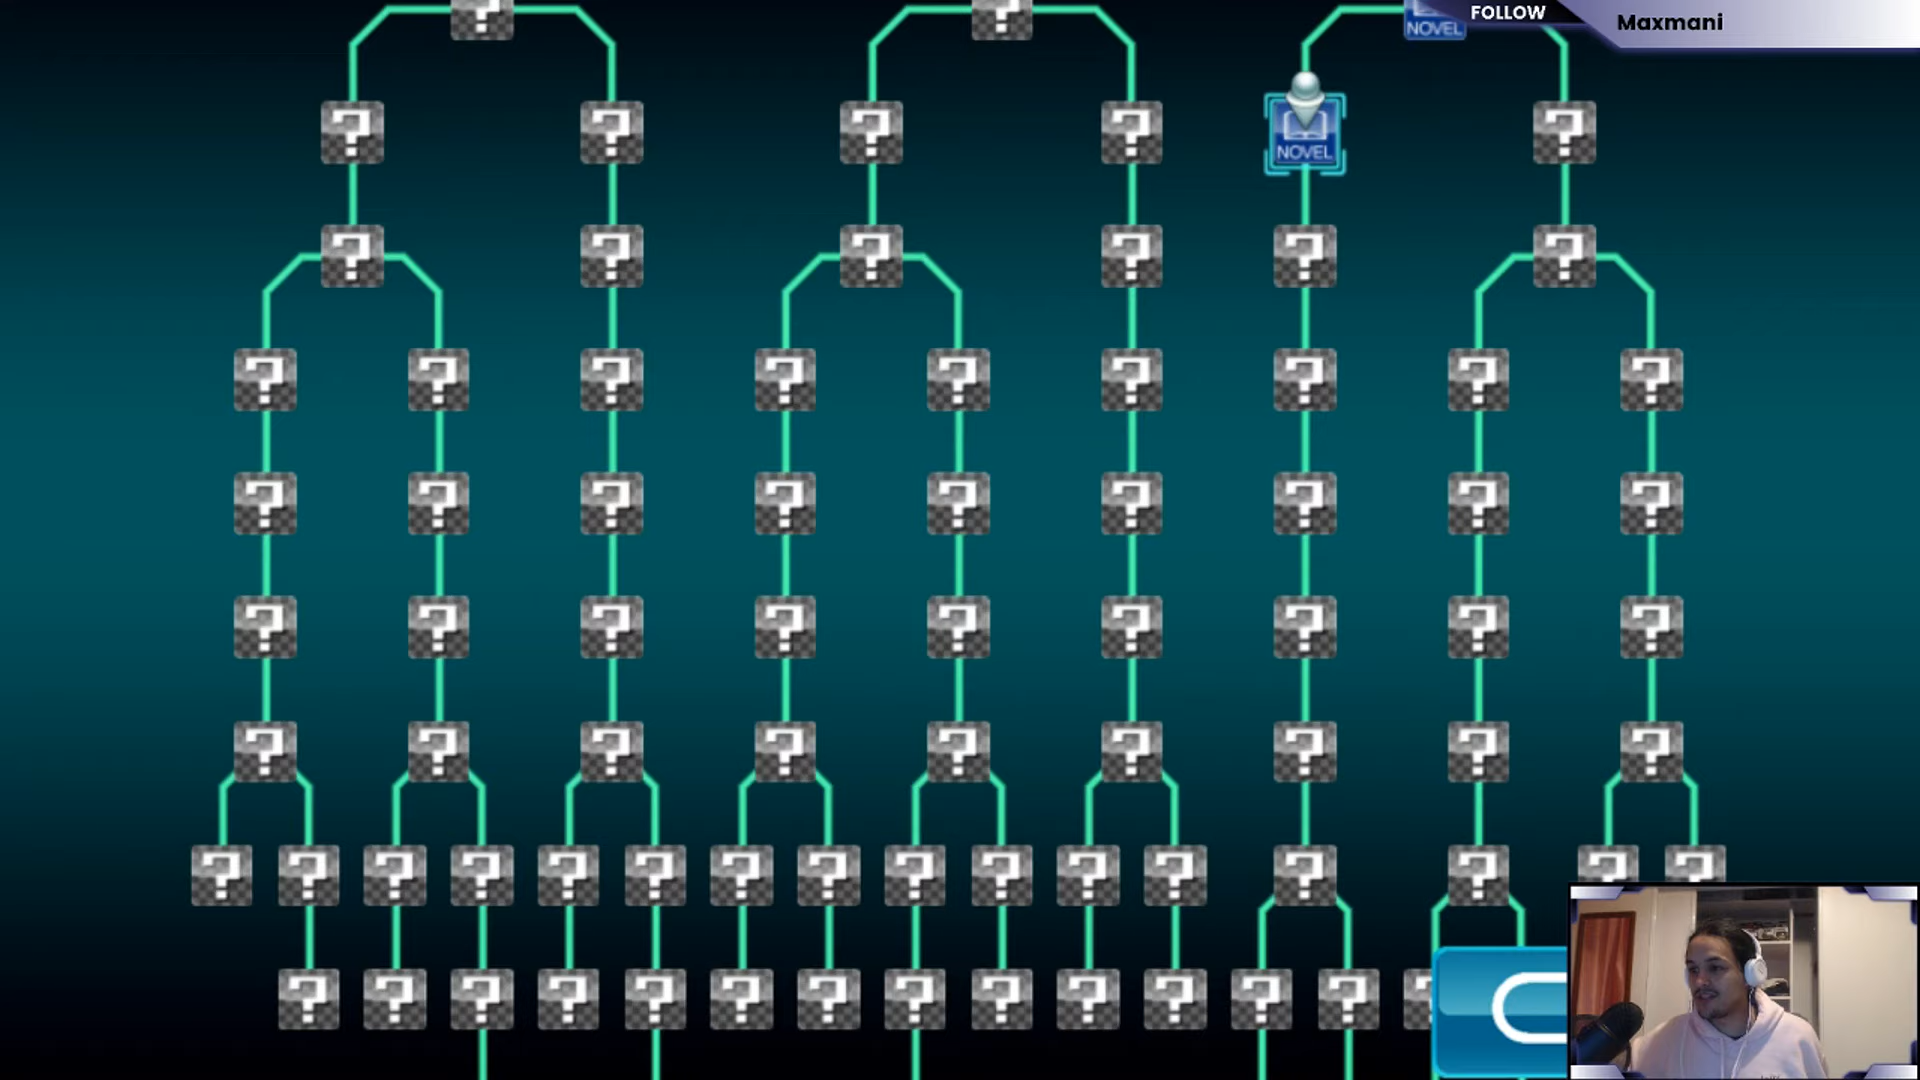 ? ? NOVEL FOLLOW Maxmani
? ? ? ? NOVEL ?
? ? ? ? ? ?
? ? ? ? ? ? ? ? ?
? ? ? ? ? ? ? ? ?
? ? ? ? ? ? ? ? ?
? ? ? ? ? ? ? ? ?
? ? ? ? ? ? ? ? ? ? ? ? ? ? ? ?
? ? ? ? ? ? ? ? ? ? ? ? ? ?